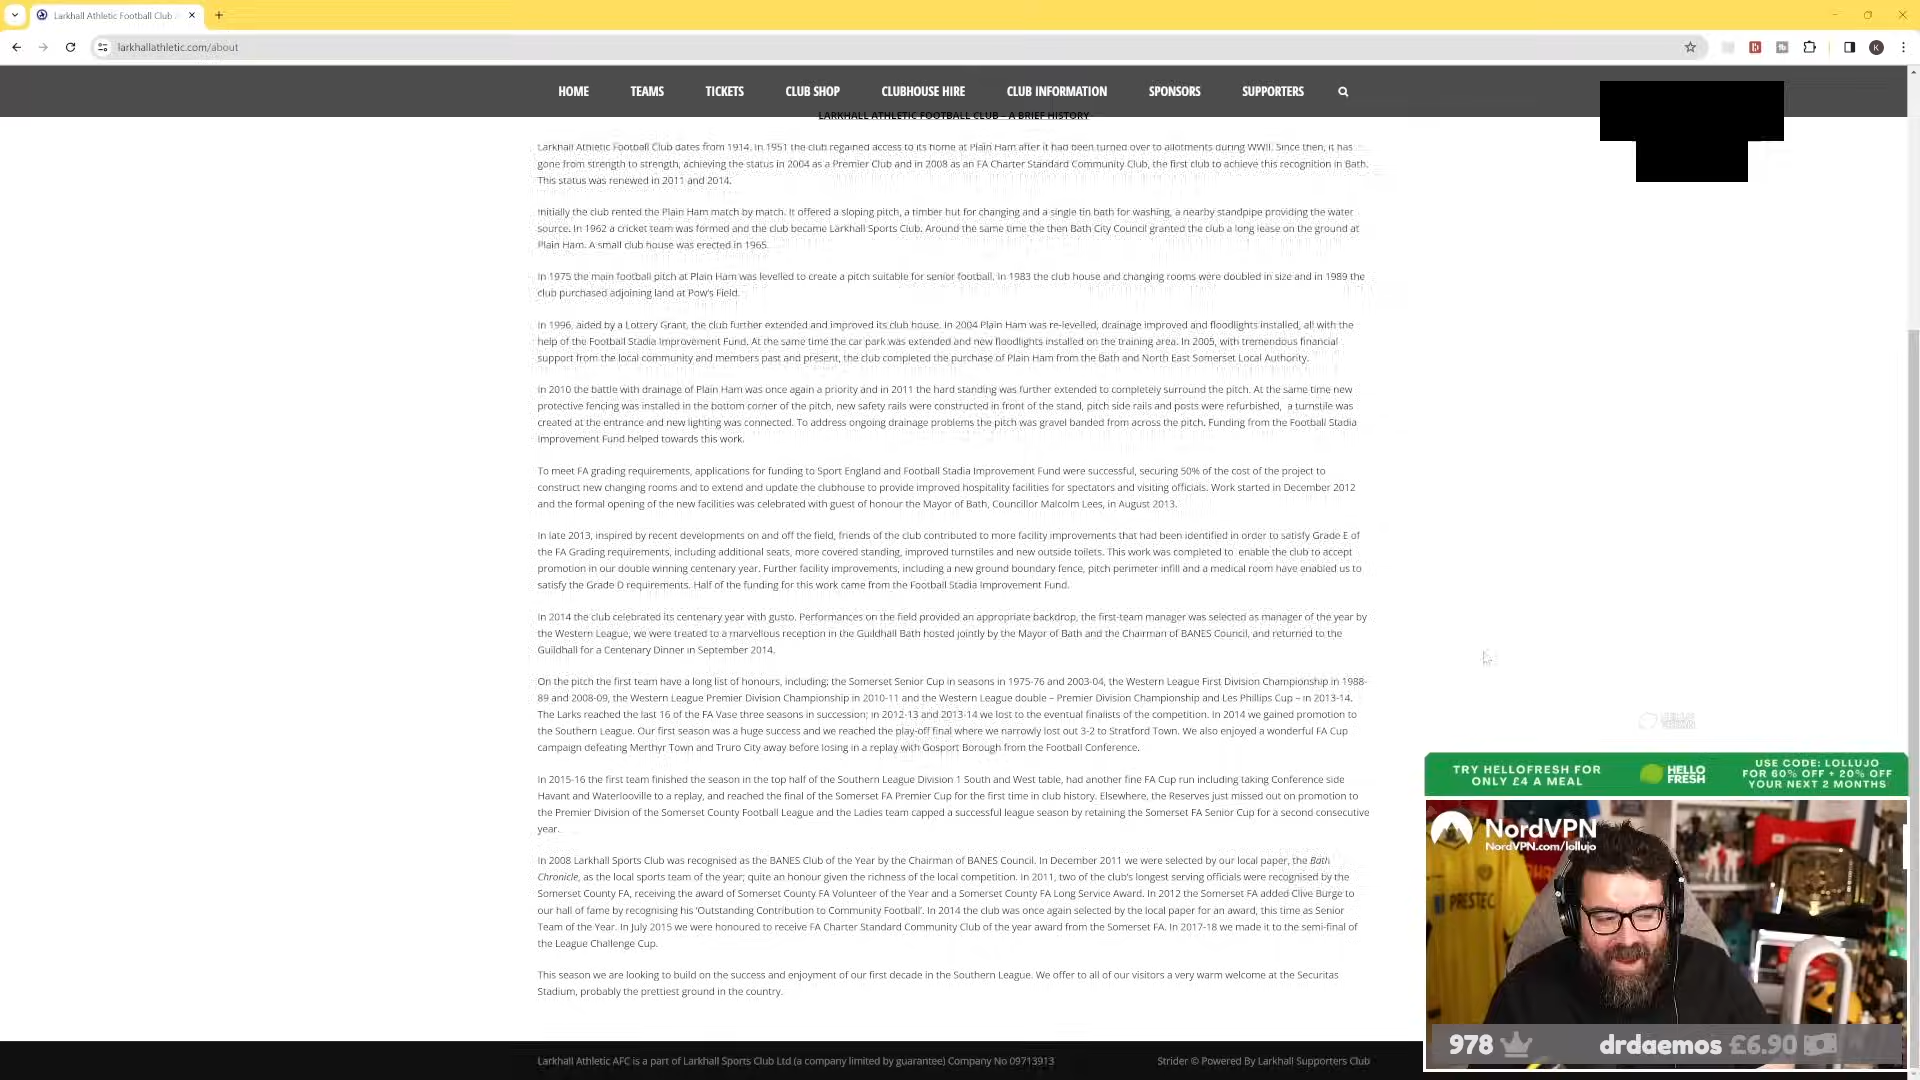 Larkhall Athletic Football Club
larkhallathletic.com/about
K
HOME TEAMS TICKETS CLUB SHOP CLUBHOUSE HIRE CLUB INFORMATION SPONSORS SUPPORTERS
LARKHALL ATHLETIC FOOTBALL CLUB – A BRIEF HISTORY
Larkhall Athletic Football Club dates from 1914. In 1951 the club regained access to its home at Plain Ham after it had been turned over to allotments during WWII. Since then, it has
gone from strength to strength, achieving the status in 2004 as a Premier Club and in 2008 as an FA Charter Standard Community Club, the first club to achieve this recognition in Bath.
This status was renewed in 2011 and 2014.
Initially the club rented the Plain Ham match by match. It offered a sloping pitch, a timber hut for changing and a single tin bath for washing, a nearby standpipe providing the water
source. In 1962 a cricket team was formed and the club became Larkhall Sports Club. Around the same time the then Bath City Council granted the club a long lease on the ground at
Plain Ham. A small club house was erected in 1965.
In 1975 the main football pitch at Plain Ham was levelled to create a pitch suitable for senior football. In 1983 the club house and changing rooms were doubled in size and in 1989 the
club purchased adjoining land at Pow's Field.
In 1996, aided by a Lottery Grant, the club further extended and improved its club house. In 2004 Plain Ham was re-levelled, drainage improved and floodlights installed, all with the
help of the Football Stadia Improvement Fund. At the same time the car park was extended and new floodlights installed on the training area. In 2005, with tremendous financial
support from the local community and members past and present, the club completed the purchase of Plain Ham from the Bath and North East Somerset Local Authority.
In 2010 the battle with drainage of Plain Ham was once again a priority and in 2011 the hard standing was further extended to completely surround the pitch. At the same time new
protective fencing was installed in the bottom corner of the pitch, new safety rails were constructed in front of the stand, pitch side rails and posts were refurbished, a turnstile was
created at the entrance and new lighting was connected. To address ongoing drainage problems the pitch was gravel banded from across the pitch. Funding from the Football Stadia
Improvement Fund helped towards this work.
To meet FA grading requirements, applications for funding to Sport England and Football Stadia Improvement Fund were successful, securing 50% of the cost of the project to
construct new changing rooms and to extend and update the clubhouse to provide improved hospitality facilities for spectators and visiting officials. Work started in December 2012
and the formal opening of the new facilities was celebrated with guest of honour the Mayor of Bath, Councillor Malcolm Lees, in August 2013.
In late 2013, inspired by recent developments on and off the field, friends of the club contributed to more facility improvements that had been identified in order to satisfy Grade E of
the FA Grading requirements, including additional seats, more covered standing, improved turnstiles and new outside toilets. This work was completed to enable the club to accept
promotion in our double winning centenary year. Further facility improvements, including a new ground boundary fence, pitch perimeter infill and a medical room have enabled us to
satisfy the Grade D requirements. Half of the funding for this work came from the Football Stadia Improvement Fund.
In 2014 the club celebrated its centenary year with gusto. Performances on the field provided an appropriate backdrop, the first-team manager was selected as manager of the year by
the Western League, we were treated to a marvellous reception in the Guildhall Bath hosted jointly by the Mayor of Bath and the Chairman of BANES Council, and returned to the
Guildhall for a Centenary Dinner in September 2014.
On the pitch the first team have a long list of honours, including; the Somerset Senior Cup in seasons in 1975-76 and 2003-04, the Western League First Division Championship in 1988-
89 and 2008-09, the Western League Premier Division Championship in 2010-11 and the Western League double – Premier Division Championship and Les Phillips Cup – in 2013-14.
The Larks reached the last 16 of the FA Vase three seasons in succession; in 2012-13 and 2013-14 we lost to the eventual finalists of the competition. In 2014 we gained promotion to
the Southern League. Our first season was a huge success and we reached the play-off final where we narrowly lost out 3-2 to Stratford Town. We also enjoyed a wonderful FA Cup
campaign defeating Merthyr Town and Truro City away before losing in a replay with Gosport Borough from the Football Conference.
In 2015-16 the first team finished the season in the top half of the Southern League Division 1 South and West table, had another fine FA Cup run including taking Conference side
Havant and Waterlooville to a replay, and reached the final of the Somerset FA Premier Cup for the first time in club history. Elsewhere, the Reserves just missed out on promotion to
the Premier Division of the Somerset County Football League and the Ladies team capped a successful league season by retaining the Somerset FA Senior Cup for a second consecutive
year.
In 2008 Larkhall Sports Club was recognised as the BANES Club of the Year by the Chairman of BANES Council. In December 2011 we were selected by our local paper, the Bath
Chronicle, as the local sports team of the year; quite an honour given the richness of the local competition. In 2011, two of the club's longest serving officials were recognised by the
Somerset County FA, receiving the award of Somerset County FA Volunteer of the Year and a Somerset County FA Long Service Award. In 2012 the Somerset FA added Clive Burge to
our hall of fame by recognising his 'Outstanding Contribution to Community Football'. In 2014 the club was once again selected by the local paper for an award, this time as Senior
Team of the Year. In July 2015 we were honoured to receive FA Charter Standard Community Club of the year award from the Somerset FA. In 2017-18 we made it to the semi-final of
the League Challenge Cup.
This season we are looking to build on the success and enjoyment of our first decade in the Southern League. We offer to all of our visitors a very warm welcome at the Securitas
Stadium, probably the prettiest ground in the country.
Larkhall Athletic AFC is a part of Larkhall Sports Club Ltd (a company limited by guarantee) Company No 09713913
Strider © Powered By Larkhall Supporters Club
TRY HELLOFRESH FOR
ONLY £4 A MEAL
HELLO
FRESH
USE CODE: LOLLUJO
FOR 60% OFF + 20% OFF
YOUR NEXT 2 MONTHS
NordVPN
NordVPN.com/lollujo
PRESTEC
978
drdaemos £6.90